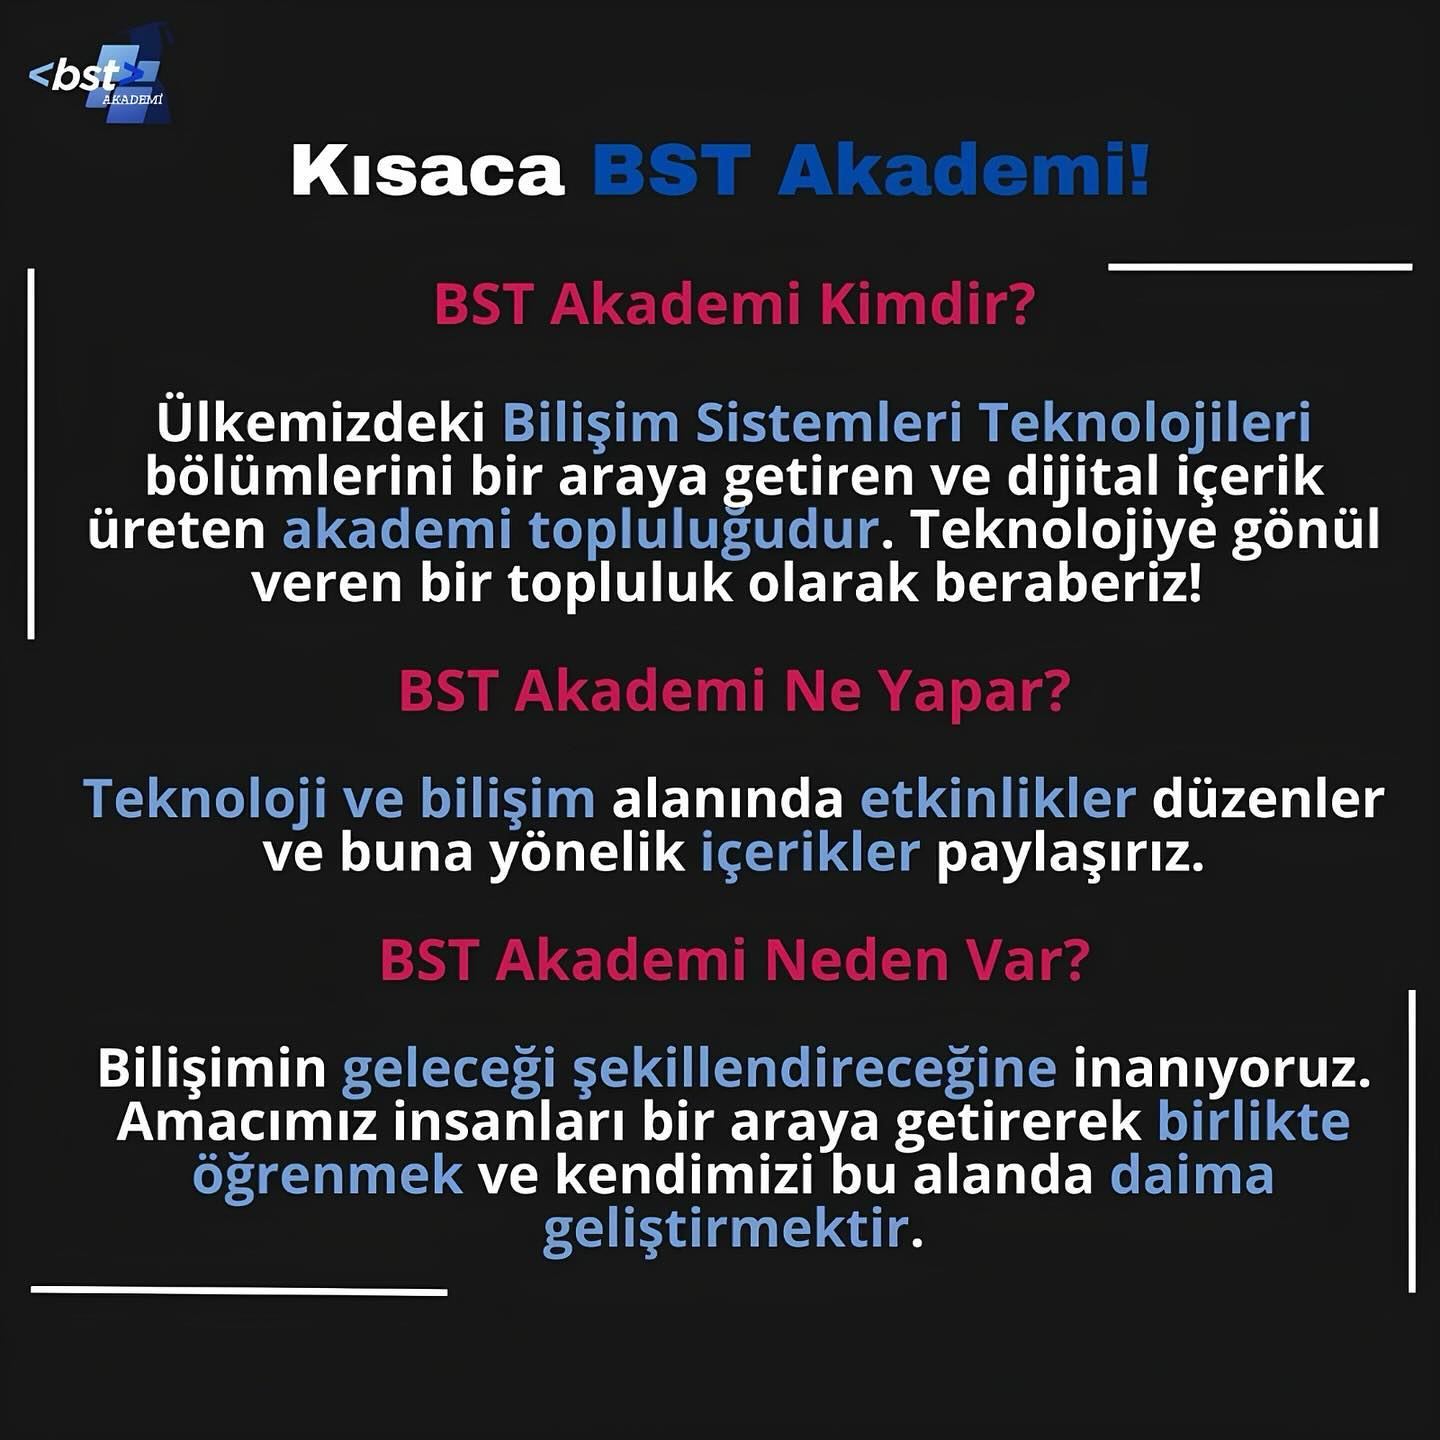 <bst>
AKADEMİ
Kısaca BST Akademi!
BST Akademi Kimdir?
Ülkemizdeki Bilişim Sistemleri Teknolojileri
bölümlerini bir araya getiren ve dijital içerik
üreten akademi topluluğudur. Teknolojiye gönül
veren bir topluluk olarak beraberiz!
BST Akademi Ne Yapar?
Teknoloji ve bilişim alanında etkinlikler düzenler
ve buna yönelik içerikler paylaşırız.
BST Akademi Neden Var?
Bilişimin geleceği şekillendireceğine inanıyoruz.
Amacımız insanları bir araya getirerek birlikte
öğrenmek ve kendimizi bu alanda daima
geliştirmektir.